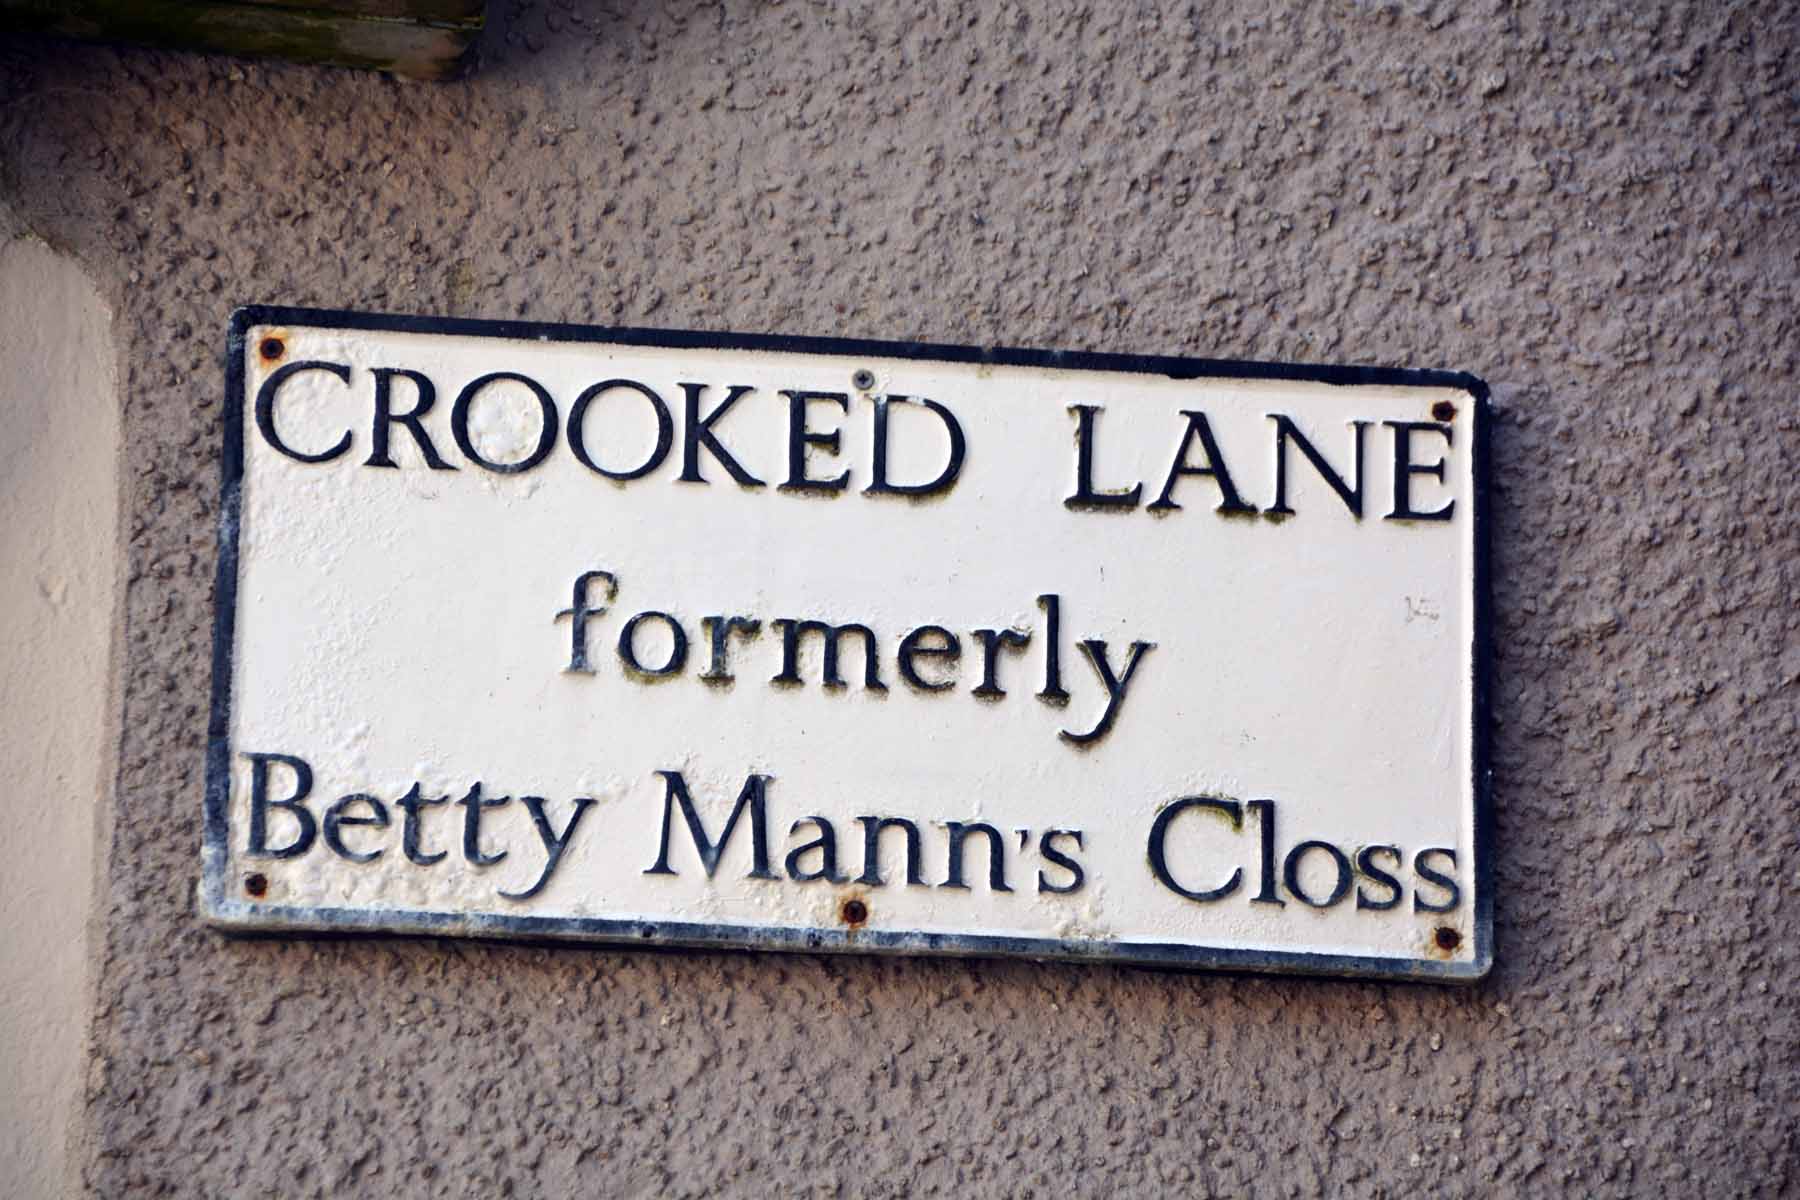 CROOKED LANE
formerly
Betty Mann's Closs